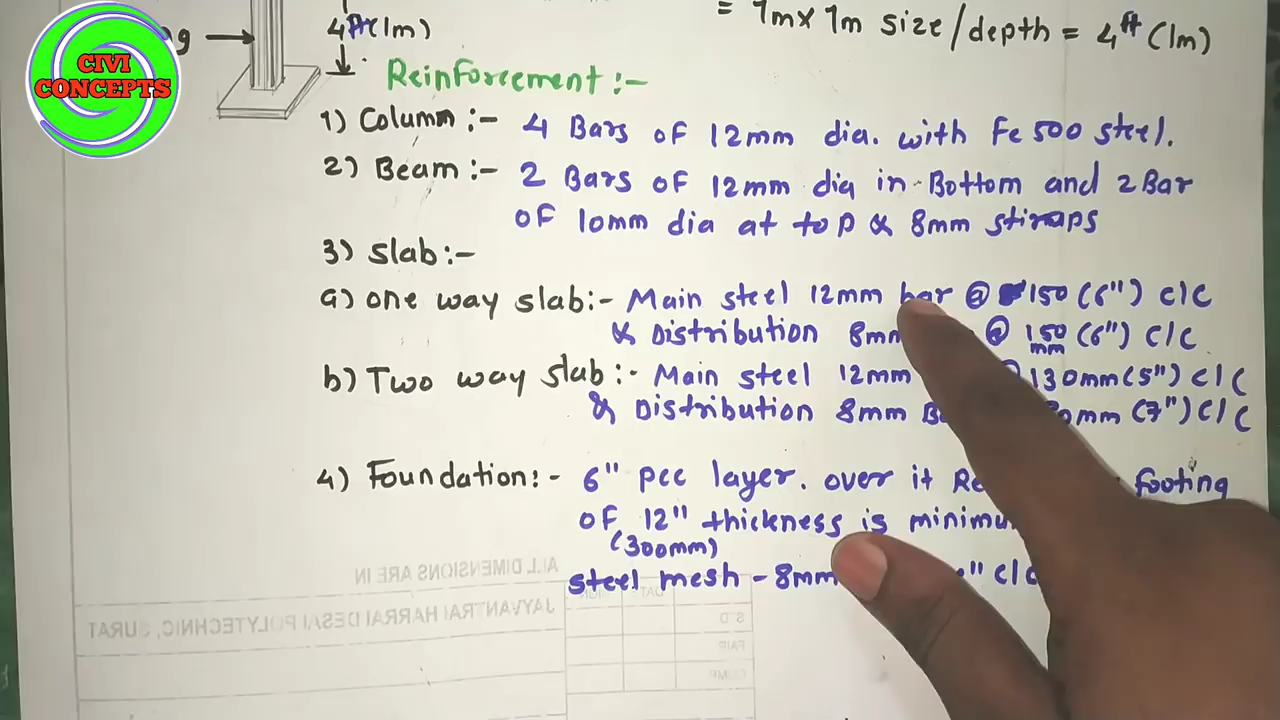 CIVI
CONCEPTS
4ft (1m)
= 1m x 1m size/depth = 4ft (1m)
Reinforcement :-
1) Column :- 4 Bars of 12mm dia. with Fe 500 steel.
2) Beam :- 2 Bars of 12mm dia in Bottom and 2 Bar
of 10mm dia at top & 8mm stiraps
3) Slab :-
a) one way slab :- Main steel 12mm bar @ 150 (6") c/c
& Distribution 8mm @ 150 mm (6") c/c
b) Two way slab :- Main steel 12mm @ 130mm (5") c/c
& Distribution 8mm mm (7") c/c
4) Foundation :- 6" pcc layer. over it footing
of 12" thickness is
(300mm)
steel mesh - 8mm " c/c
ALL DIMENSIONS ARE IN
JAYVANTRAI HARRAI DESAI POLYTECHNIC, SURAT
S D
FAIR
COMP